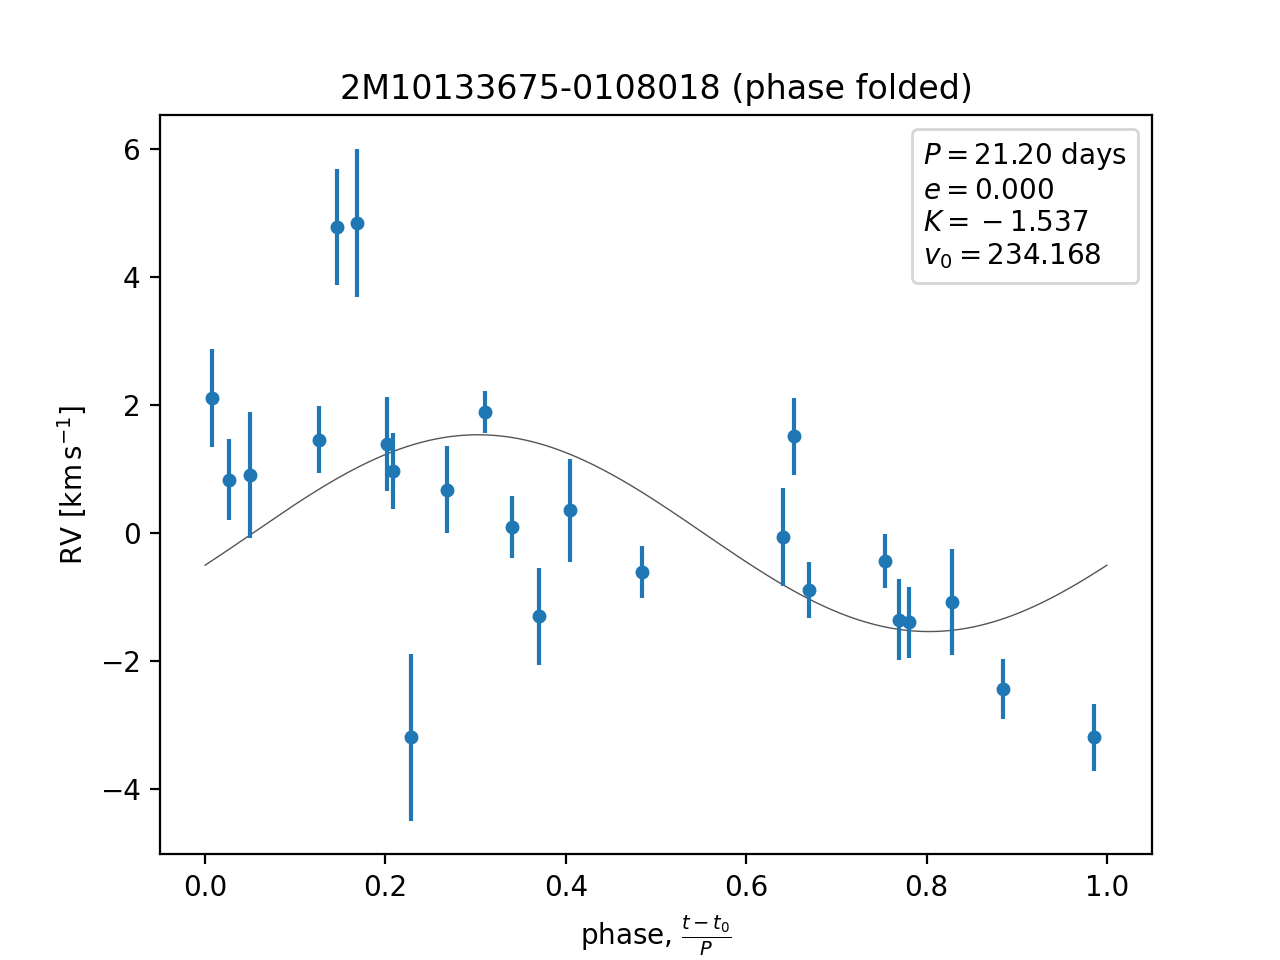 2M10133675-0108018 (phase folded)
P = 21.20 days
e = 0.000
K = −1.537
v₀ = 234.168
RV [km s⁻¹]
6
4
2
0
−2
−4
0.0 0.2 0.4 0.6 0.8 1.0
phase, (t − t₀)/P